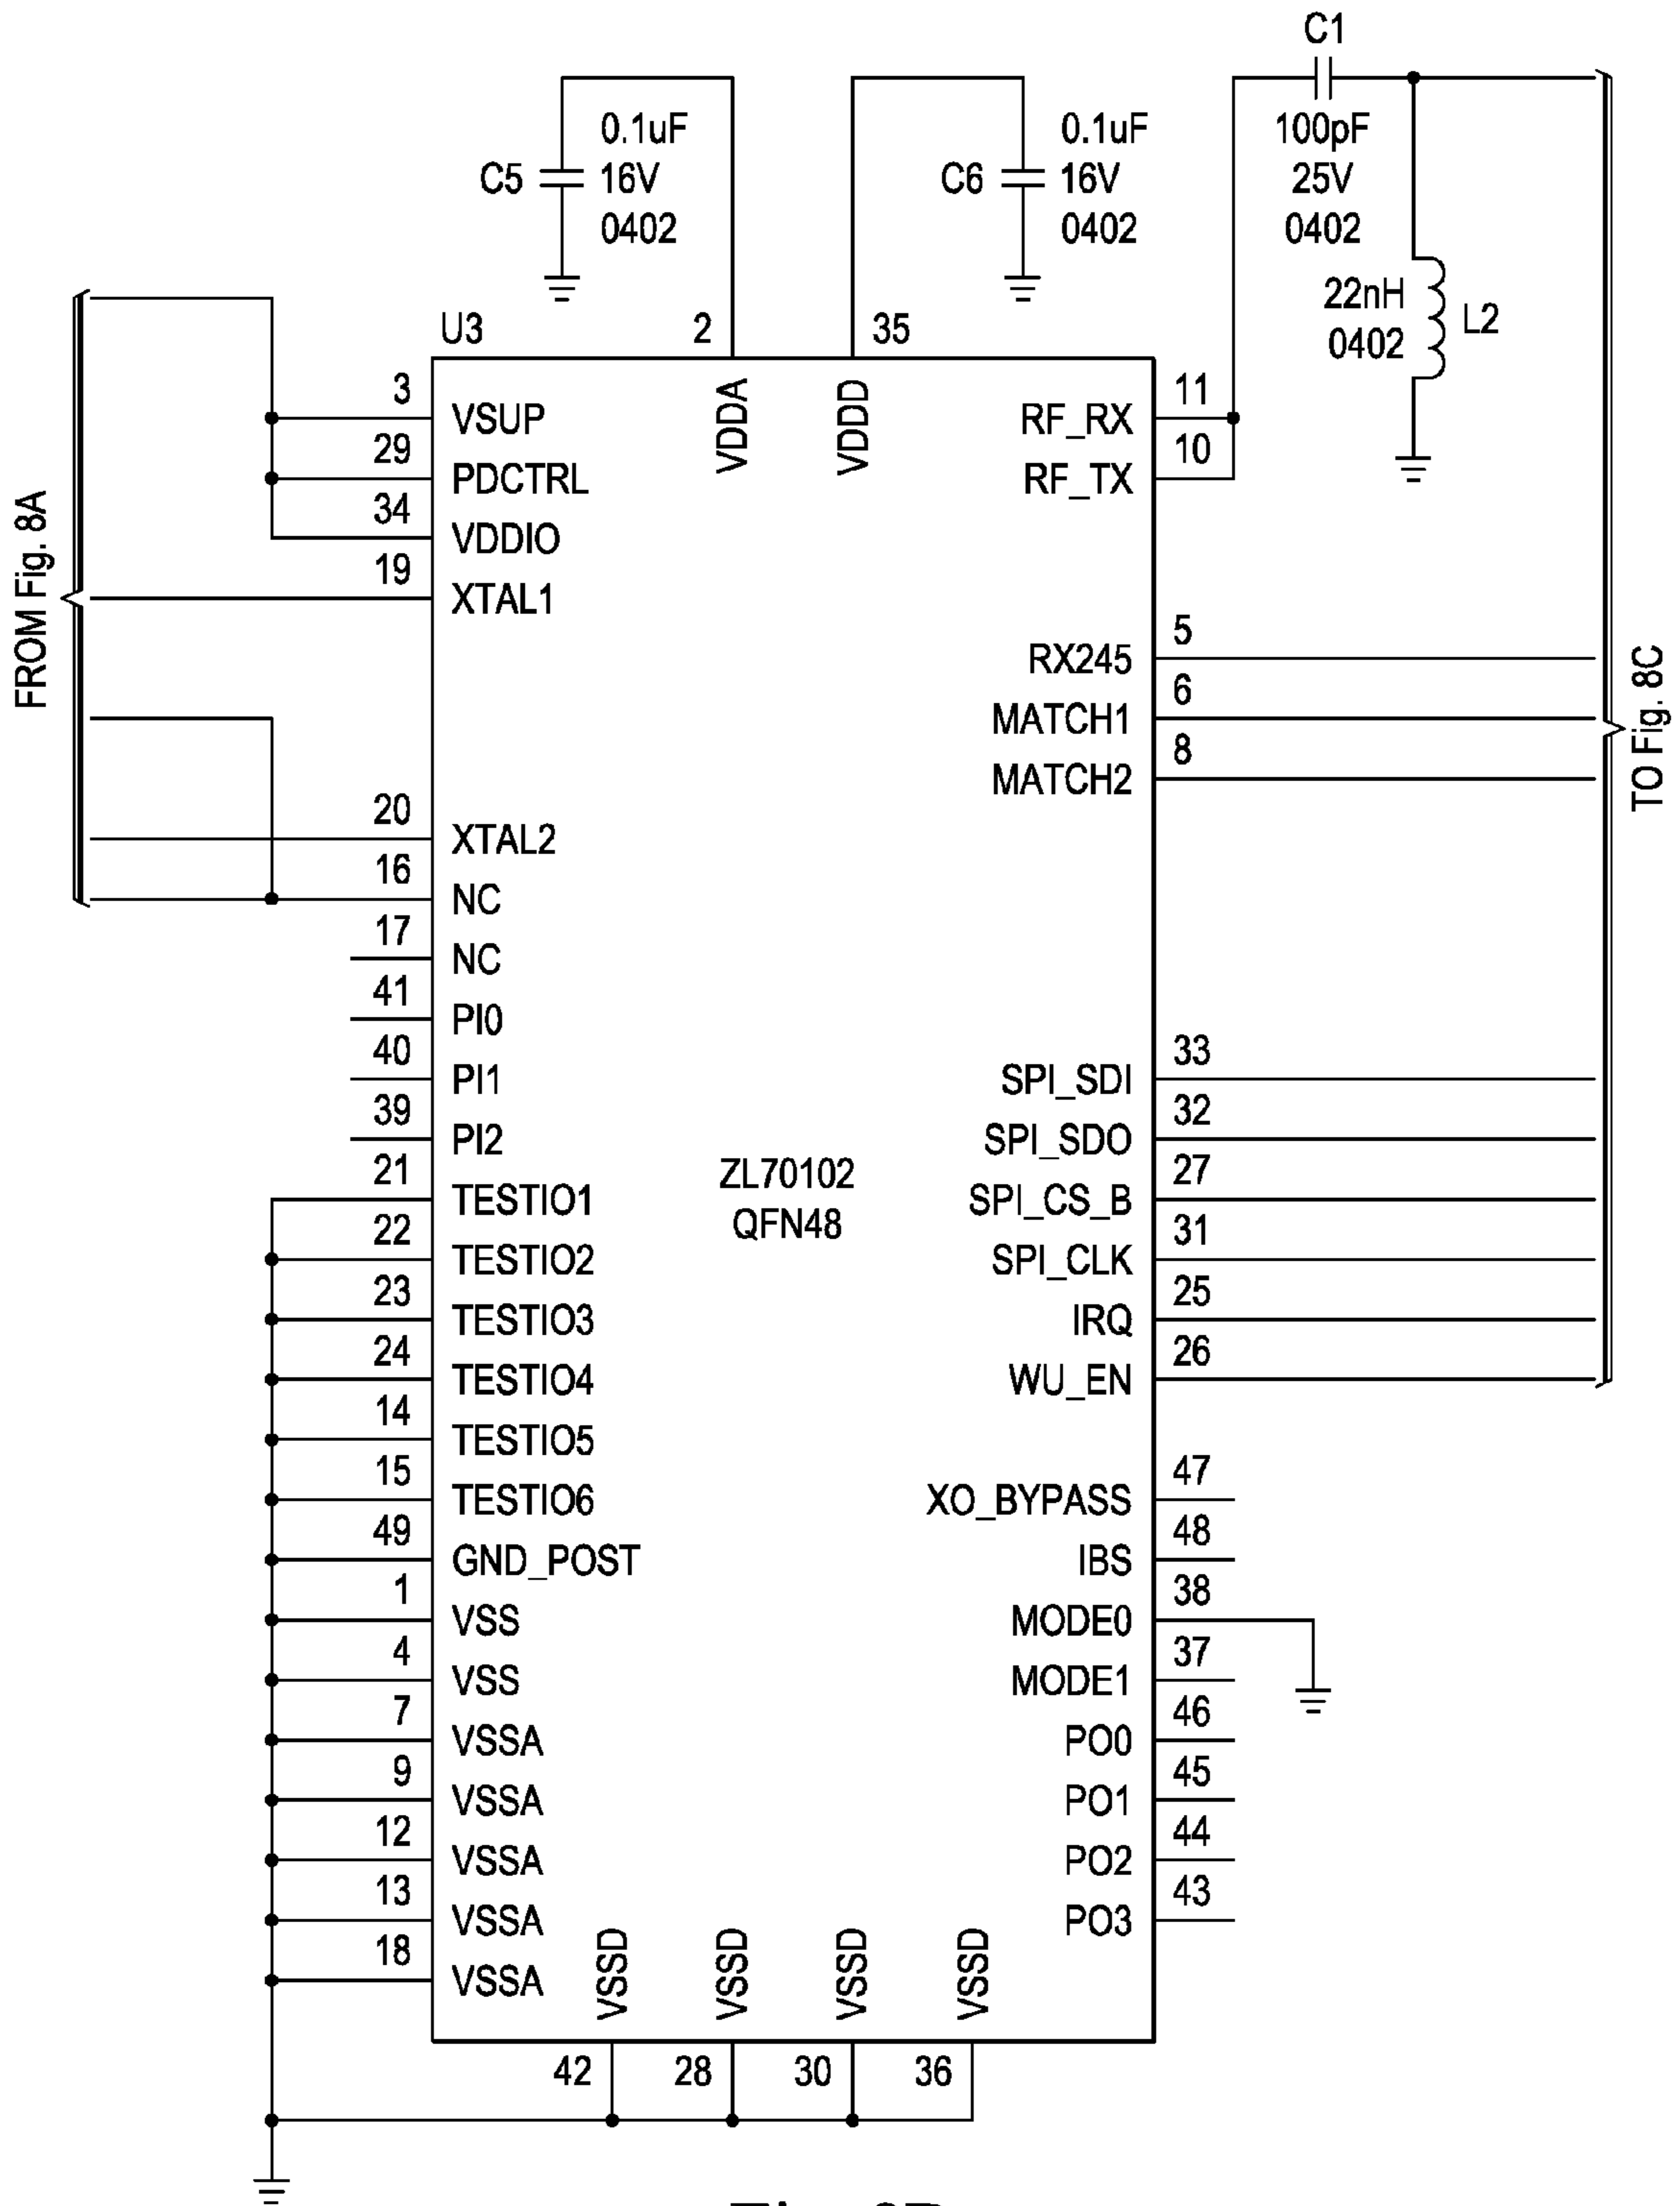 C1
0.1uF
C5 16V
0402
0.1uF
C6 16V
0402
100pF
25V
0402
22nH
0402
L2
FROM Fig. 8A
TO Fig. 8C
U3
2
35
VDDA
VDDD
3
VSUP
29
PDCTRL
34
VDDIO
19
XTAL1
20
XTAL2
16
NC
17
NC
41
PI0
40
PI1
39
PI2
21
TESTIO1
22
TESTIO2
23
TESTIO3
24
TESTIO4
14
TESTIO5
15
TESTIO6
49
GND_POST
1
VSS
4
VSS
7
VSSA
9
VSSA
12
VSSA
13
VSSA
18
VSSA
ZL70102
QFN48
11
RF_RX
10
RF_TX
5
RX245
6
MATCH1
8
MATCH2
33
SPI_SDI
32
SPI_SDO
27
SPI_CS_B
31
SPI_CLK
25
IRQ
26
WU_EN
47
XO_BYPASS
48
IBS
38
MODE0
37
MODE1
46
PO0
45
PO1
44
PO2
43
PO3
VSSD
VSSD
VSSD
VSSD
42
28
30
36